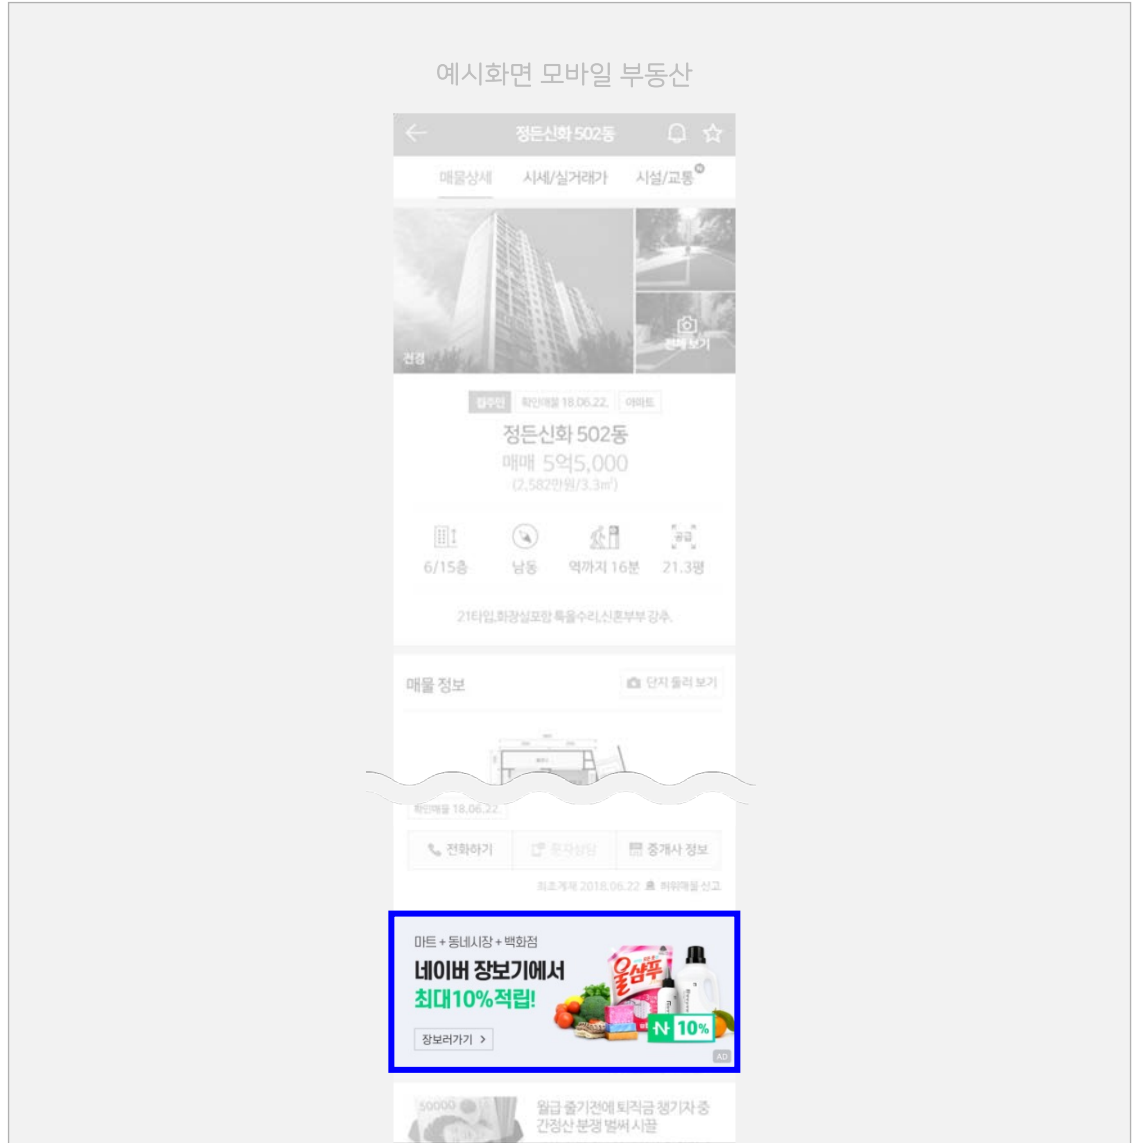 예시화면 모바일 부동산
정든신화 502동
매물상세 시세/실거래가 시설/교통
전경
전체 보기
집주인 확인매물 18.06.22. 아파트
정든신화 502동
매매 5억5,000
(2,582만원/3.3㎡)
공급
6/15층 남동 역까지 16분 21.3평
21타입,화장실포함 특올수리,신혼부부 강추.
매물 정보 단지 둘러 보기
확인매물 18.06.22.
전화하기 문자상담 중개사 정보
최초게재 2018.06.22 허위매물 신고
마트 + 동네시장 + 백화점
네이버 장보기에서
최대10%적립!
장보러가기 >
울샴푸
N 10%
AD
50000
월급 줄기전에 퇴직금 챙기자 중
간정산 분쟁 벌써 시끌